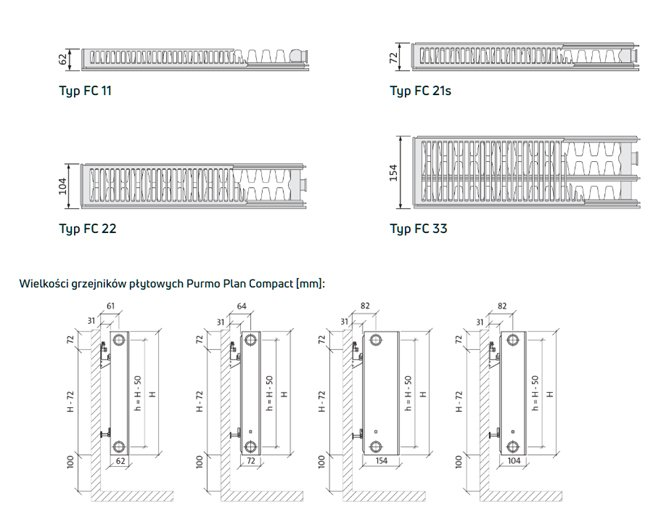 62
Typ FC 11
72
Typ FC 21s
104
Typ FC 22
154
Typ FC 33
Wielkości grzejników płytowych Purmo Plan Compact [mm]:
61
31
72
H - 72
h = H - 50
H
100
62
64
31
72
H - 72
h = H - 50
H
100
72
82
31
72
H - 72
h = H - 50
H
100
154
82
31
72
H - 72
h = H - 50
H
100
104